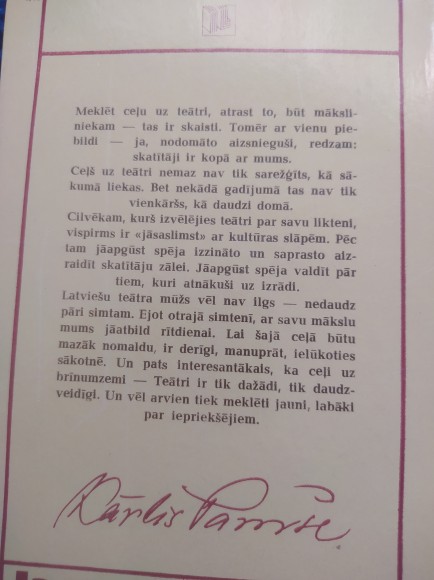 Meklēt ceļu uz teātri, atrast to, būt māksli-
niekam — tas ir skaisti. Tomēr ar vienu pie-
bildi — ja, nodomāto aizsnieguši, redzam:
skatītāji ir kopā ar mums.
Ceļš uz teātri nemaz nav tik sarežģīts, kā sā-
kumā liekas. Bet nekādā gadījumā tas nav tik
vienkāršs, kā daudzi domā.
Cilvēkam, kurš izvēlējies teātri par savu likteni,
vispirms ir «jāsaslimst» ar kultūras slāpēm. Pēc
tam jāapgūst spēja izzināto un saprasto aiz-
raidīt skatītāju zālei. Jāapgūst spēja valdīt pār
tiem, kuri atnākuši uz izrādi.
Latviešu teātra mūžs vēl nav ilgs — nedaudz
pāri simtam. Ejot otrajā simtenī, ar savu mākslu
mums jāatbild rītdienai. Lai šajā ceļā būtu
mazāk nomaldu, ir derīgi, manuprāt, ielūkoties
sākotnē. Un pats interesantākais, ka ceļi uz
brīnumzemi — Teātri ir tik dažādi, tik daudz-
veidīgi. Un vēl arvien tiek meklēti jauni, labāki
par iepriekšējiem.
Kārlis Pamše